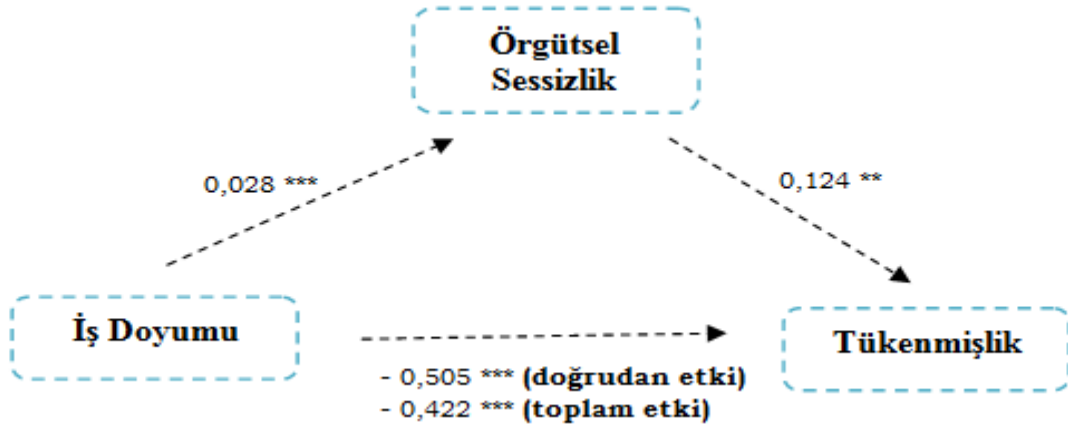 Örgütsel
Sessizlik
0,028 ***
0,124 **
İş Doyumu
Tükenmişlik
- 0,505 *** (doğrudan etki)
- 0,422 *** (toplam etki)